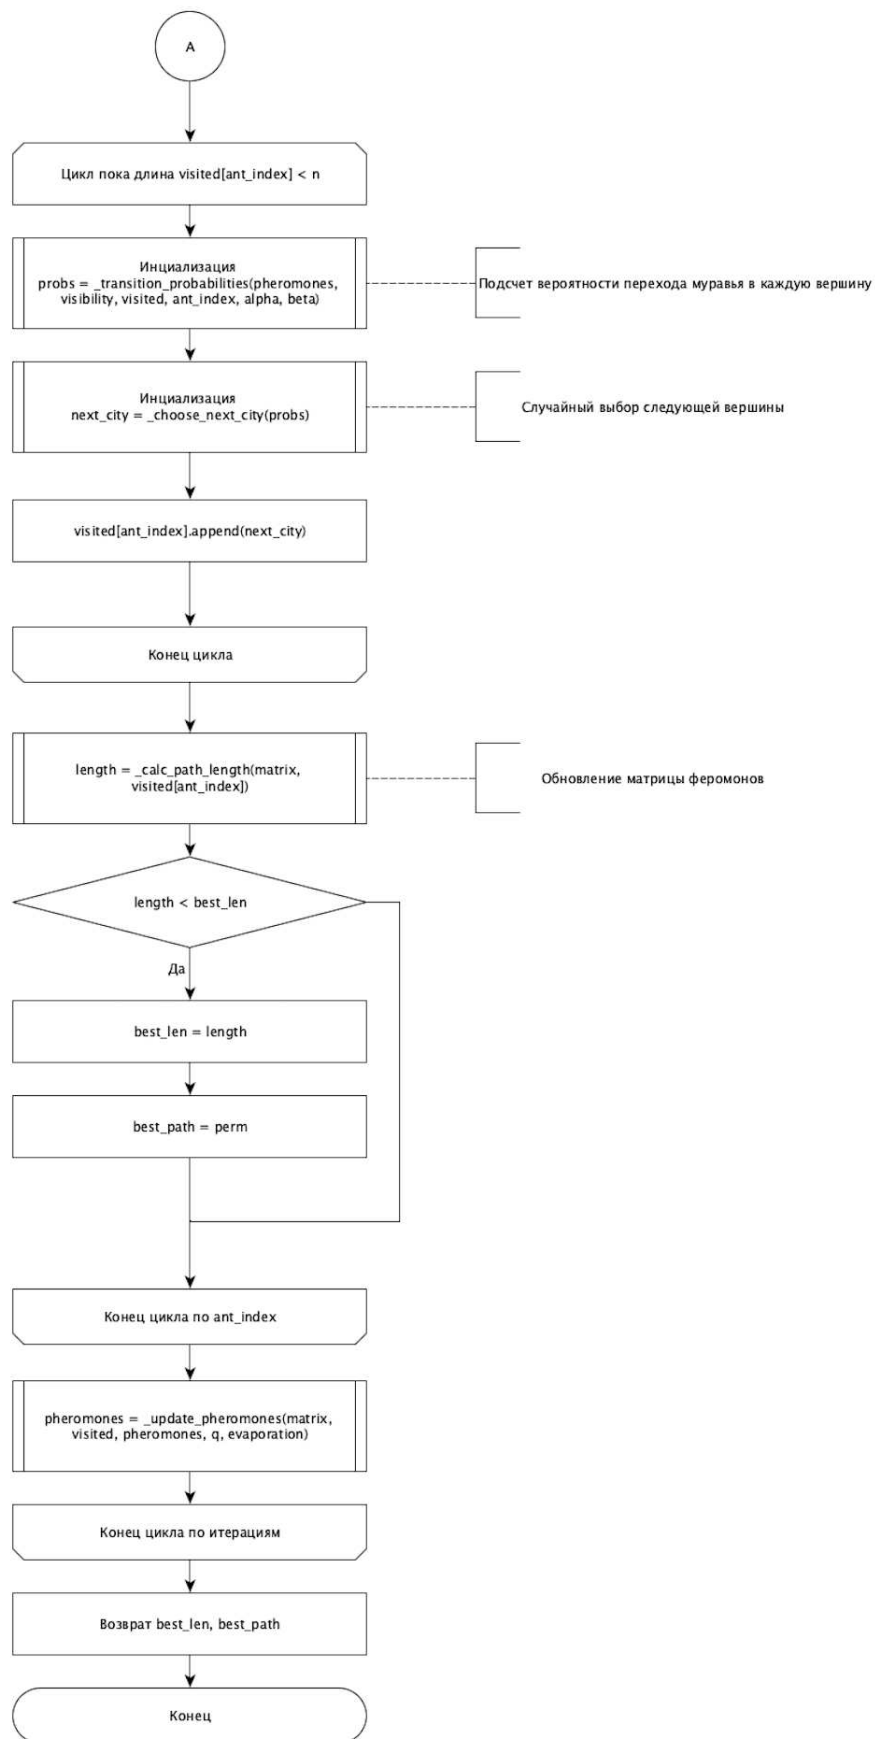 A
Цикл пока длина visited[ant_index] < n
Инциализация
probs = _transition_probabilities(pheromones,
visibility, visited, ant_index, alpha, beta)
Подсчет вероятности перехода муравья в каждую вершину
Инциализация
next_city = _choose_next_city(probs)
Случайный выбор следующей вершины
visited[ant_index].append(next_city)
Конец цикла
length = _calc_path_length(matrix,
visited[ant_index])
Обновление матрицы феромонов
length < best_len
Да
best_len = length
best_path = perm
Конец цикла по ant_index
pheromones = _update_pheromones(matrix,
visited, pheromones, q, evaporation)
Конец цикла по итерациям
Возврат best_len, best_path
Конец